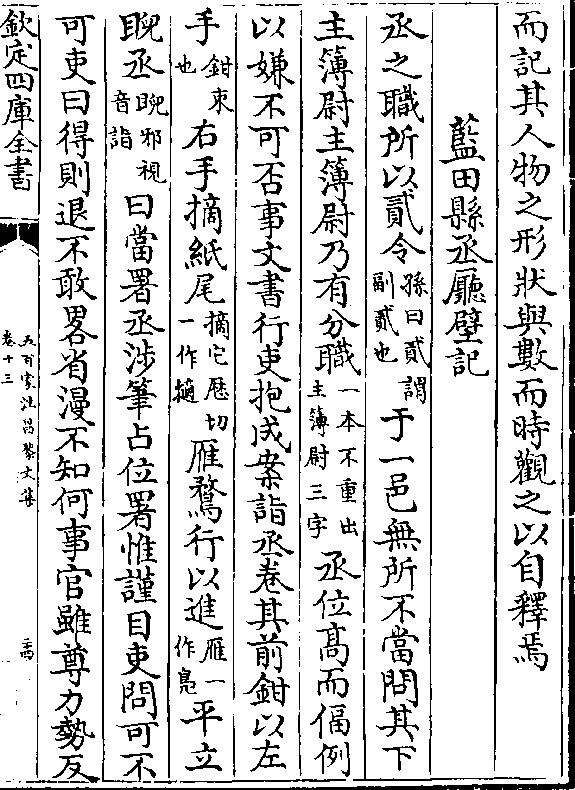 而記其人物之形狀與數而時觀之以自釋焉
藍田縣丞廳壁記
丞之職所以貳令孫曰貳謂副貳也于一邑無所不當問其下
主簿尉主簿尉乃有分職一本不重出主簿尉三字丞位髙而偪例
以嫌不可否事文書行吏抱成案詣丞卷其前鉗以左
手鉗束也右手摘紙尾摘它厯切一作擿雁鶩行以進雁一作鳬平立
睨丞睨邪視音詣曰當署丞涉筆占位署惟謹目吏問可不
可吏曰得則退不敢畧省漫不知何事官雖尊力勢反
欽定四庫全書
五百家注昌黎文集
卷十三